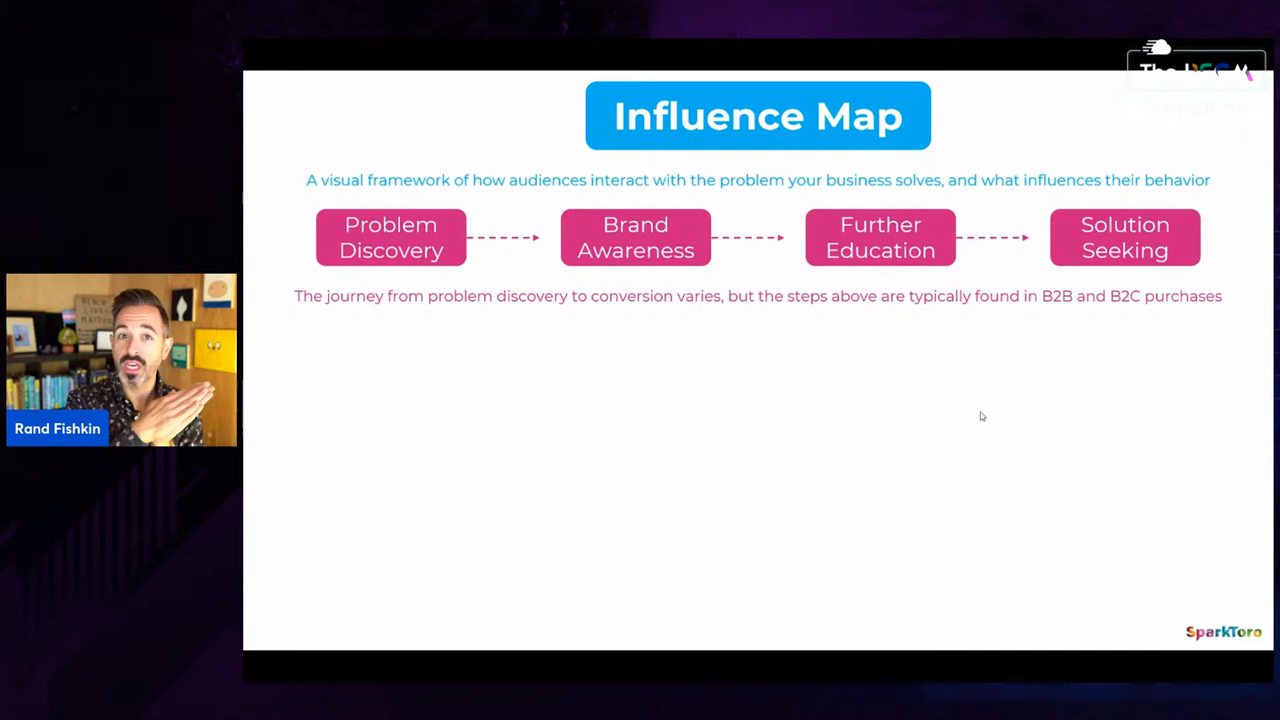 Influence Map
A visual framework of how audiences interact with the problem your business solves, and what influences their behavior
Problem
Discovery
Brand
Awareness
Further
Education
Solution
Seeking
The journey from problem discovery to conversion varies, but the steps above are typically found in B2B and B2C purchases
Rand Fishkin
SparkToro